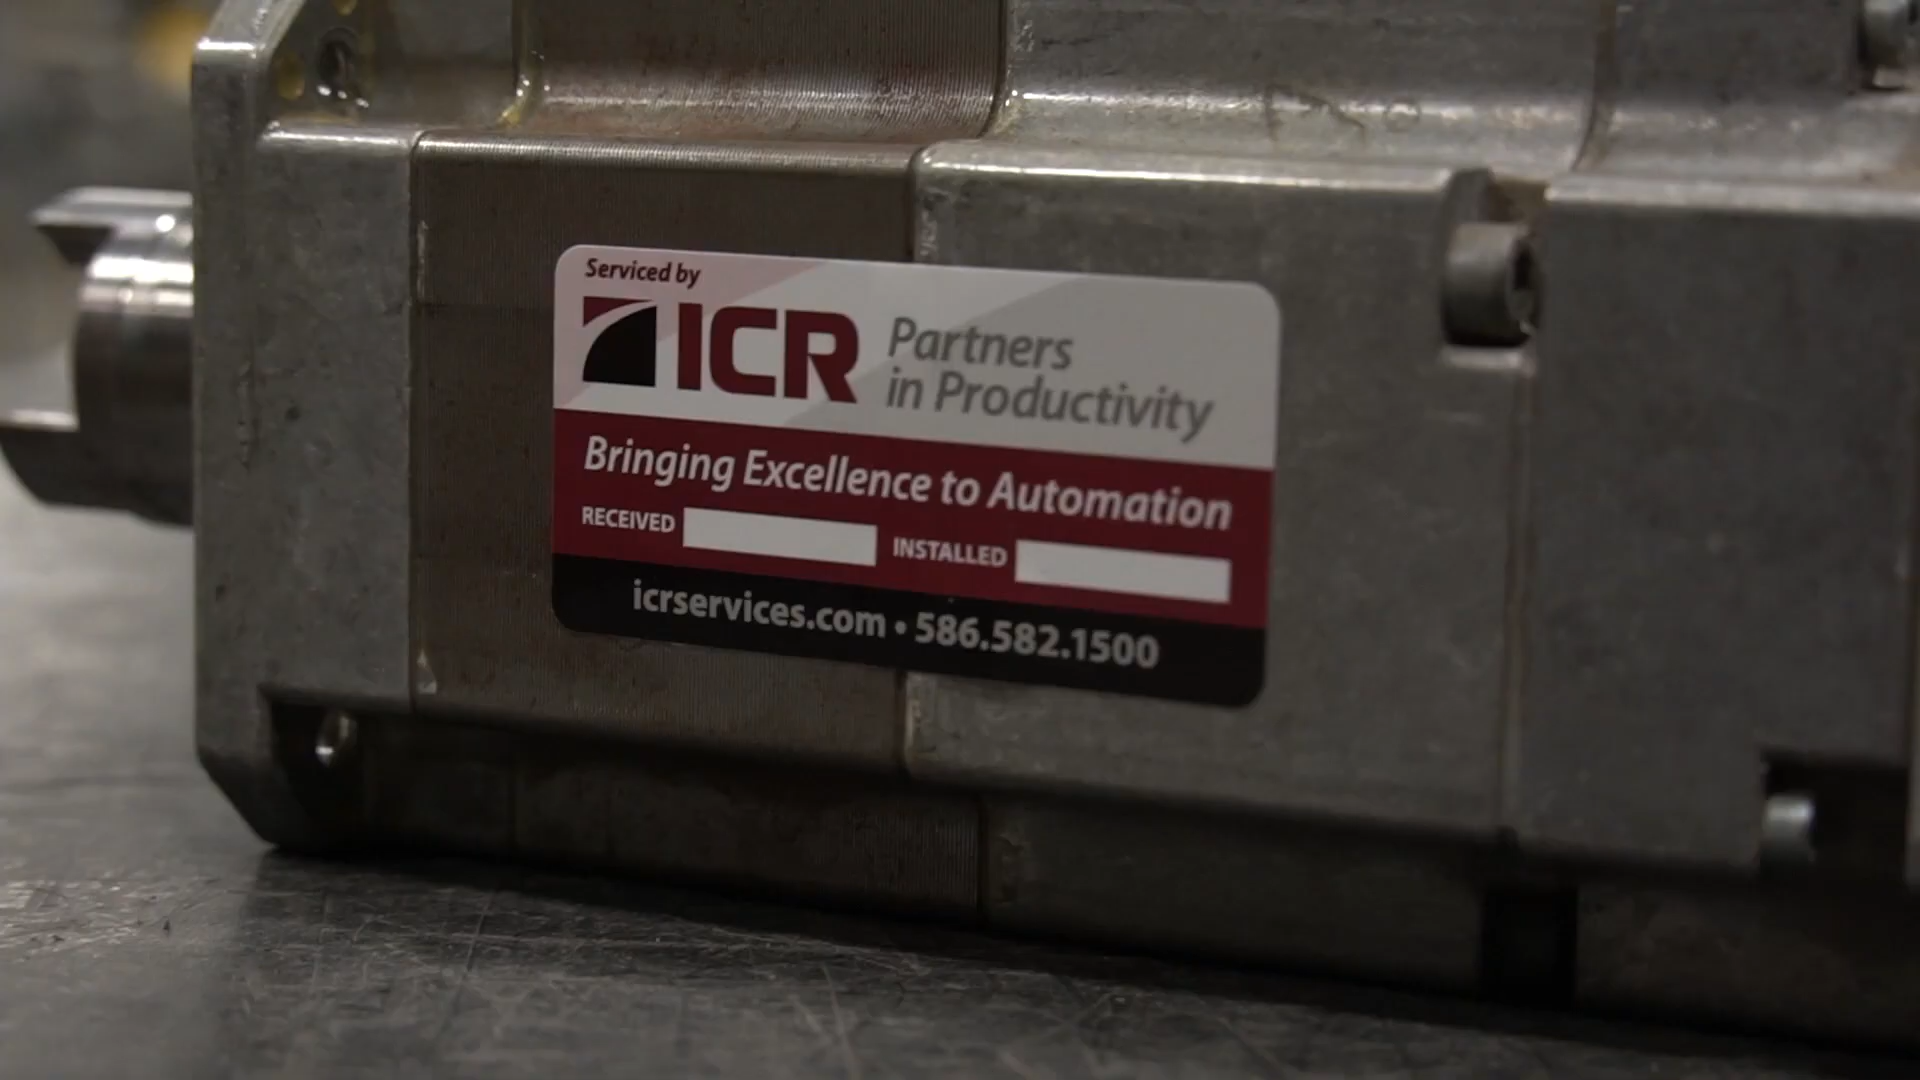 Serviced by
ICR
Partners
in Productivity
Bringing Excellence to Automation
RECEIVED INSTALLED
icrservices.com • 586.582.1500